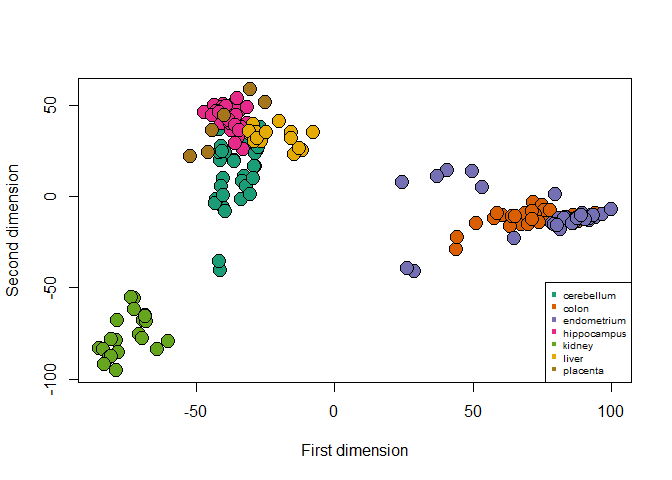 50
0
-50
-100
Second dimension
cerebellum
colon
endometrium
hippocampus
kidney
liver
placenta
-50
0
50
100
First dimension